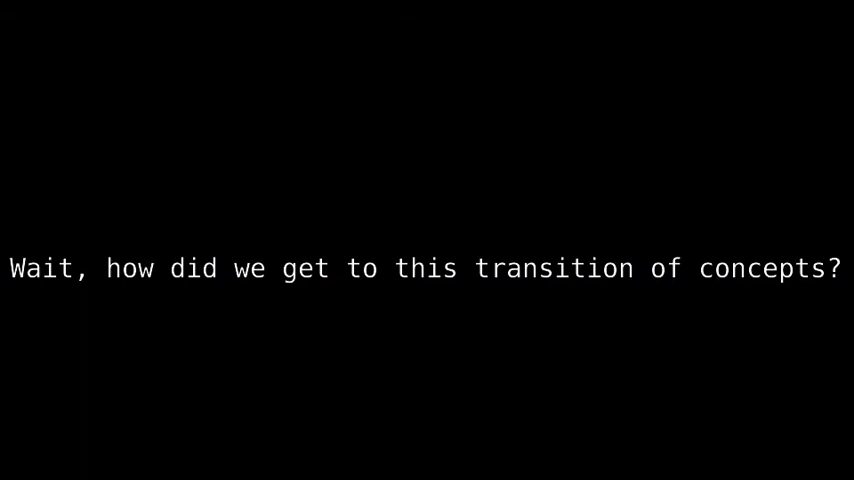 Wait, how did we get to this transition of concepts?